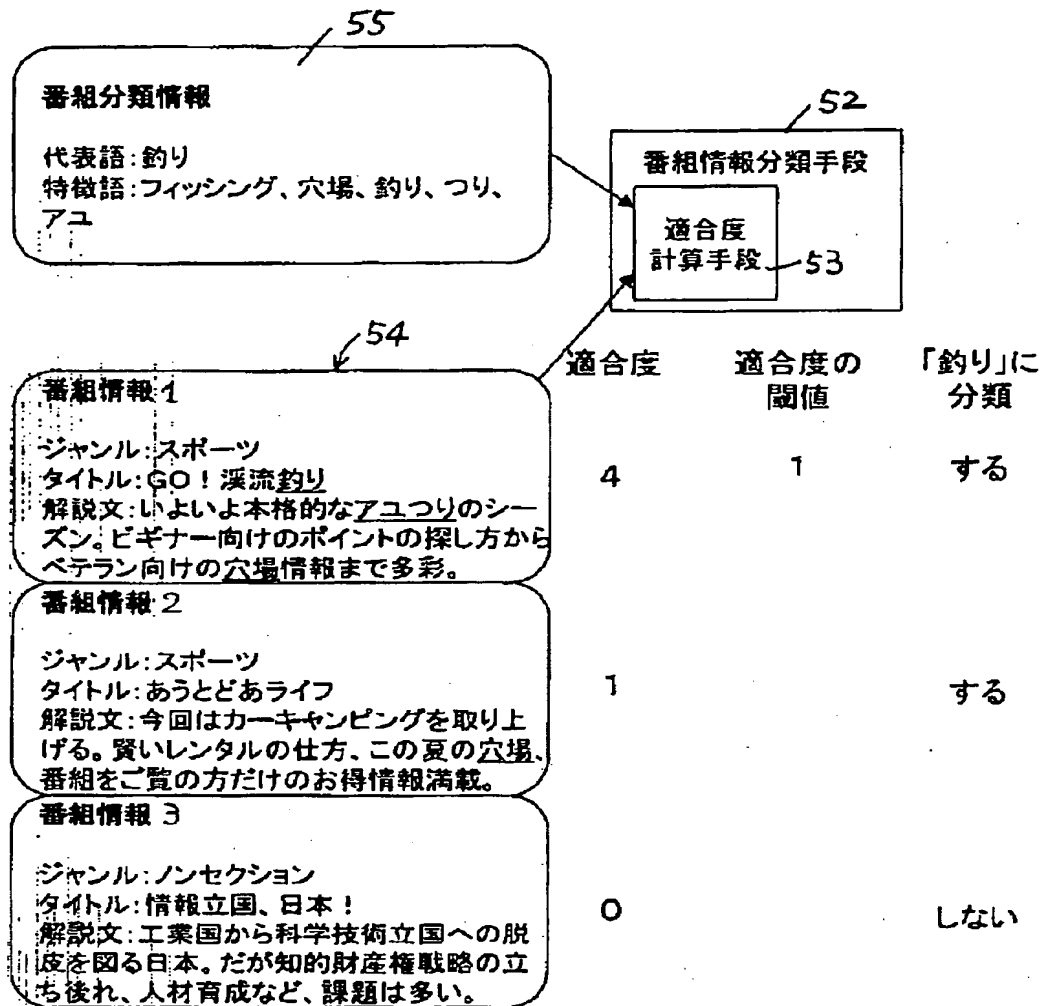 55
番組分類情報
代表語:釣り
特徴語:フィッシング、穴場、釣り、つり、
アユ
52
番組情報分類手段
適合度
計算手段
53
54
適合度
適合度の
閾値
「釣り」に
分類
番組情報 1
ジャンル:スポーツ
タイトル:GO!渓流釣り
解説文:いよいよ本格的なアユつりのシー
ズン。ビギナー向けのポイントの探し方から
ベテラン向けの穴場情報まで多彩。
4
1
する
番組情報 2
ジャンル:スポーツ
タイトル:あうとどあライフ
解説文:今回はカーキャンピングを取り上
げる。賢いレンタルの仕方、この夏の穴場、
番組をご覧の方だけのお得情報満載。
1
する
番組情報 3
ジャンル:ノンセクション
タイトル:情報立国、日本!
解説文:工業国から科学技術立国への脱
皮を図る日本。だが知的財産権戦略の立
ち後れ、人材育成など、課題は多い。
0
しない